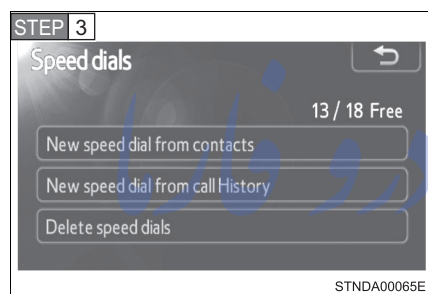 STEP 3
Speed dials
13 / 18 Free
New speed dial from contacts
New speed dial from call History
Delete speed dials
STNDA00065E